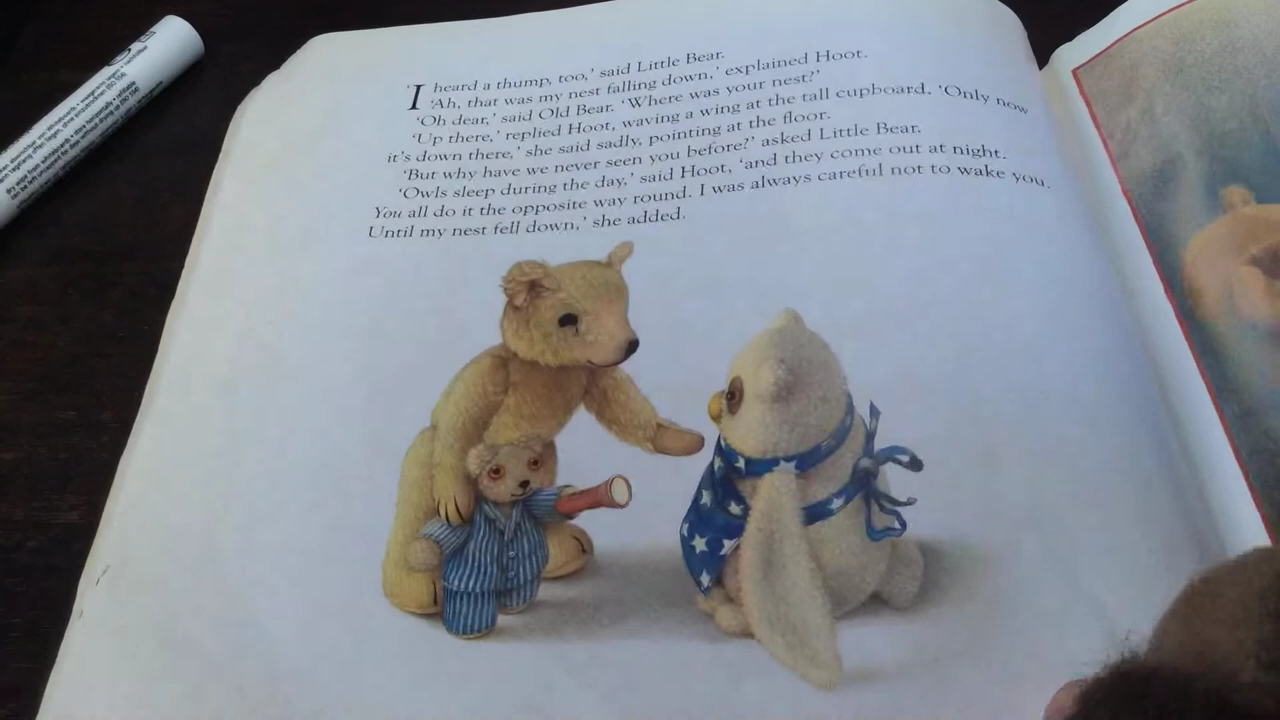 'I heard a thump, too,' said Little Bear.
'Ah, that was my nest falling down,' explained Hoot.
'Oh dear,' said Old Bear. 'Where was your nest?'
'Up there,' replied Hoot, waving a wing at the tall cupboard. 'Only now
it's down there,' she said sadly, pointing at the floor.
'But why have we never seen you before?' asked Little Bear.
'Owls sleep during the day,' said Hoot, 'and they come out at night.
You all do it the opposite way round. I was always careful not to wake you.
Until my nest fell down,' she added.